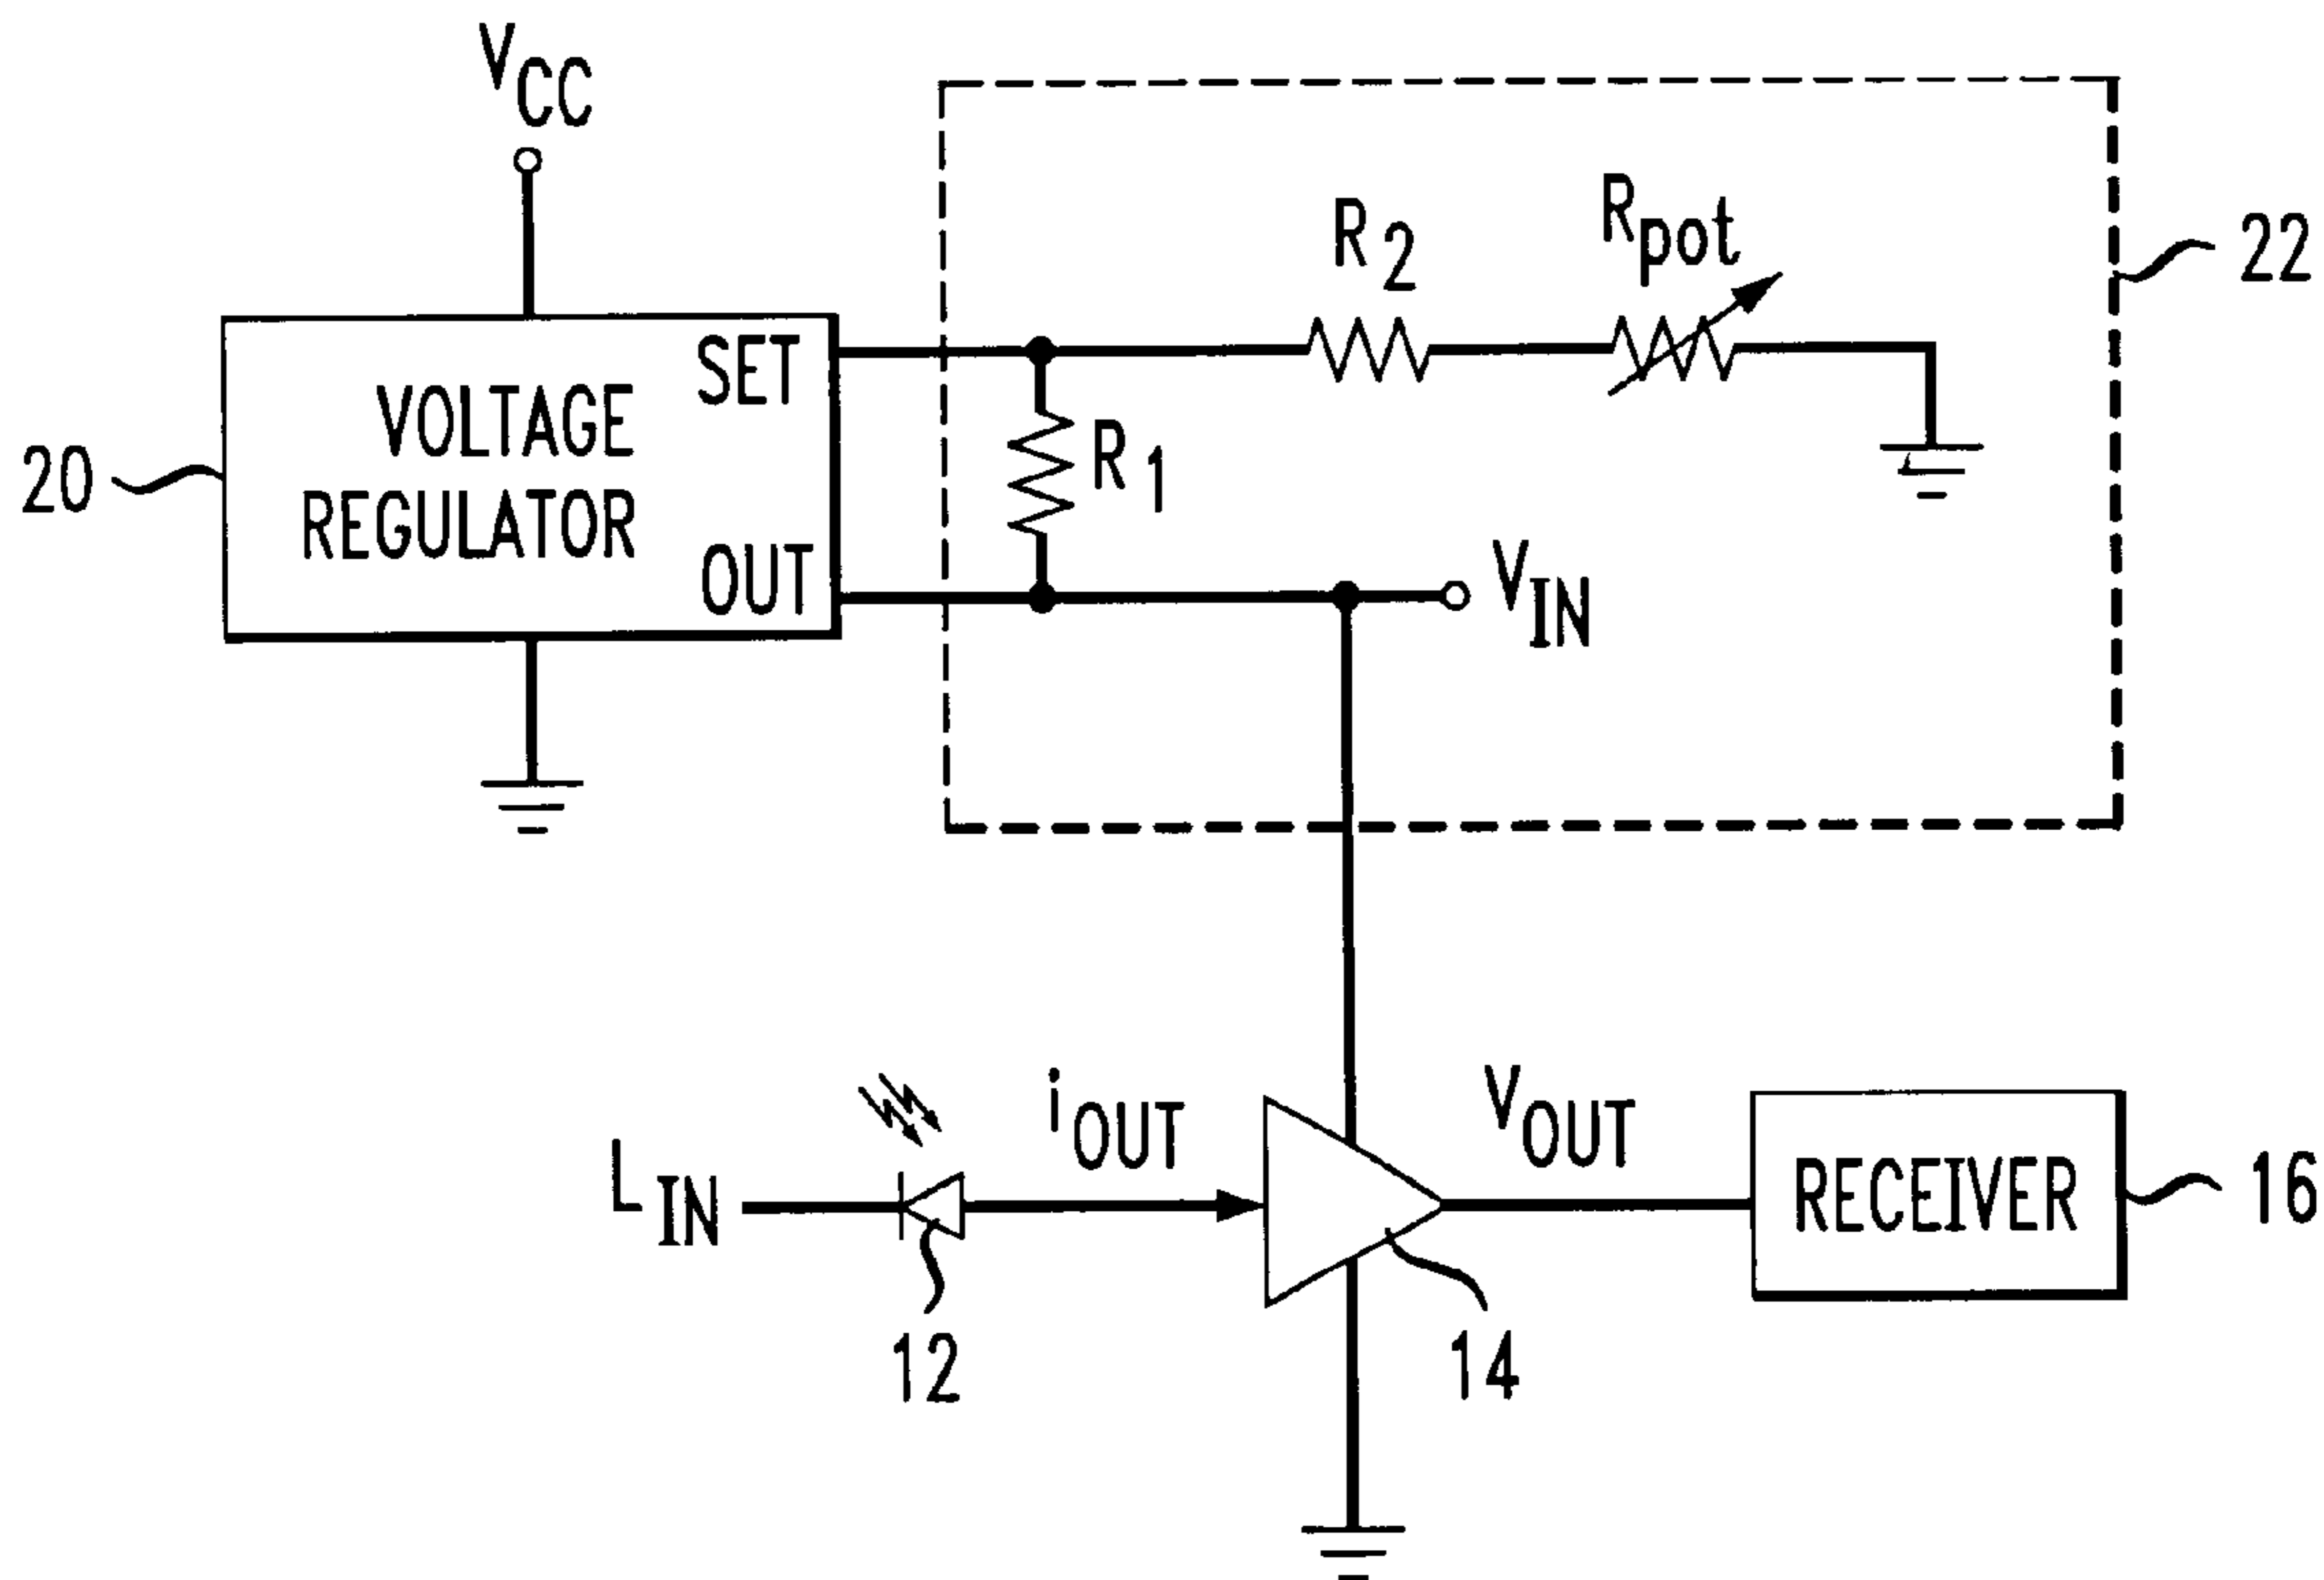 VCC
R2
Rpot
22
SET
VOLTAGE
REGULATOR
20
R1
OUT
VIN
iOUT
VOUT
LIN
RECEIVER
16
12
14